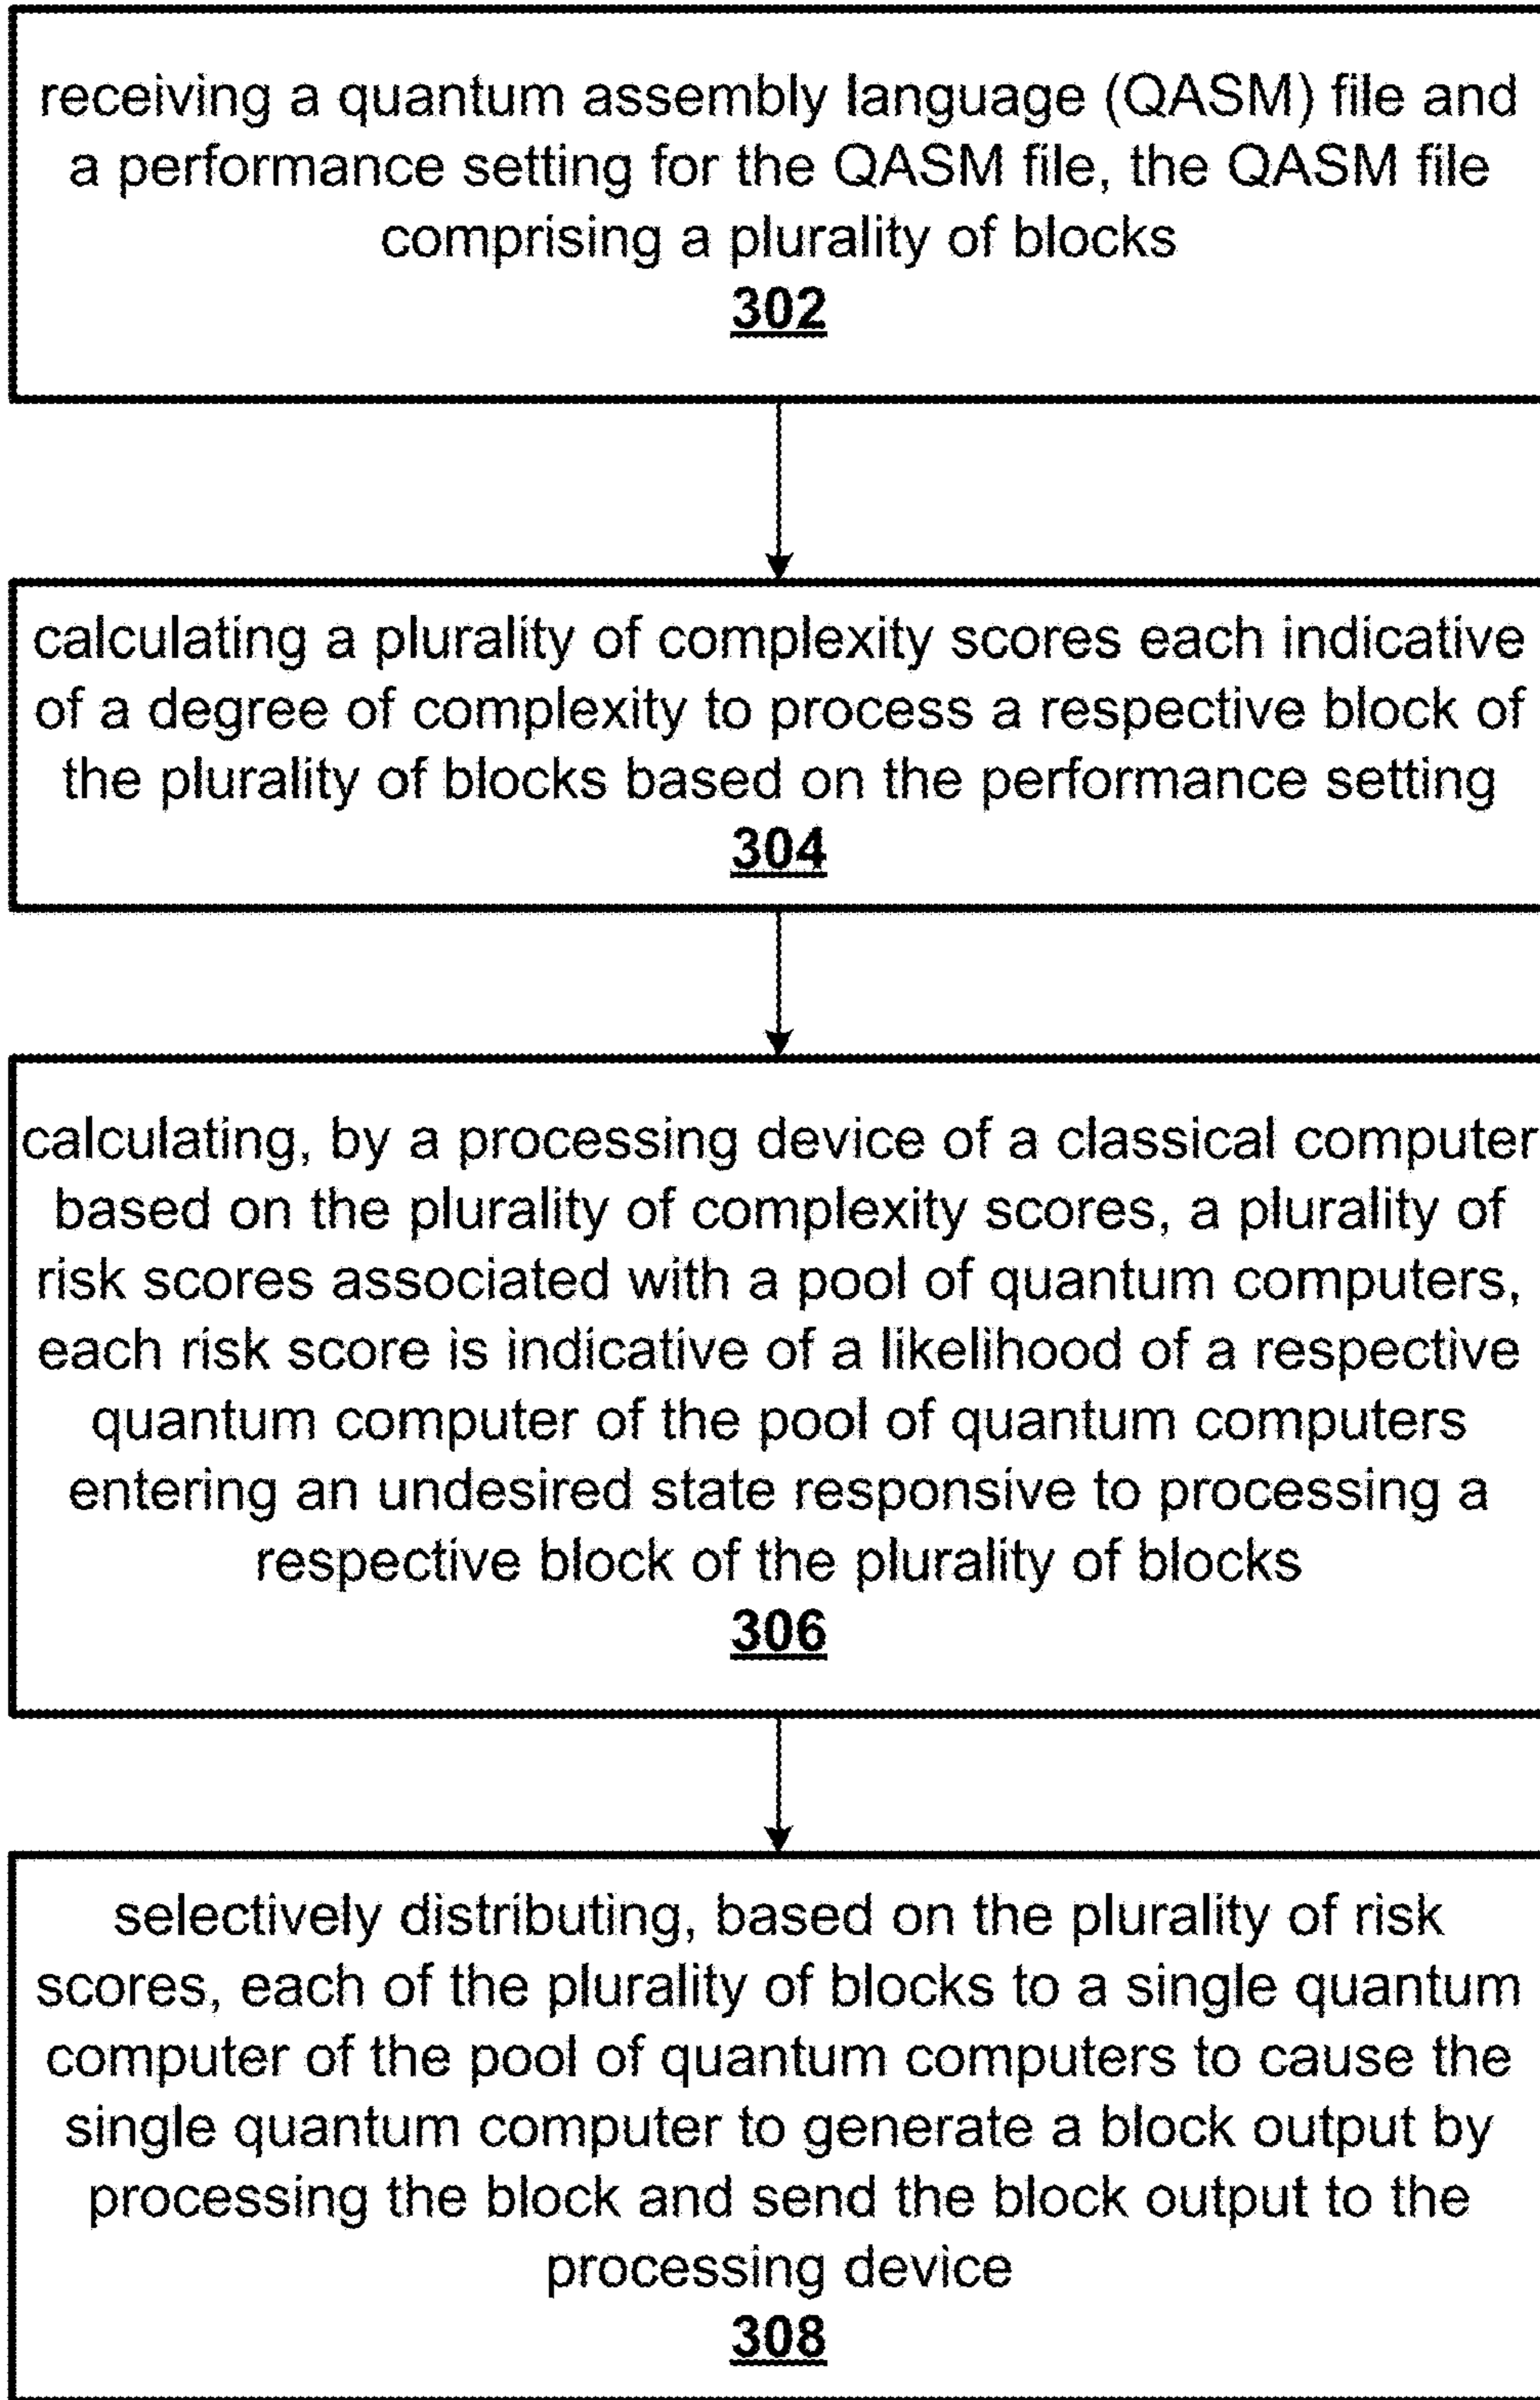 receiving a quantum assembly language (QASM) file and
a performance setting for the QASM file, the QASM file
comprising a plurality of blocks
302
calculating a plurality of complexity scores each indicative
of a degree of complexity to process a respective block of
the plurality of blocks based on the performance setting
304
calculating, by a processing device of a classical computer
based on the plurality of complexity scores, a plurality of
risk scores associated with a pool of quantum computers,
each risk score is indicative of a likelihood of a respective
quantum computer of the pool of quantum computers
entering an undesired state responsive to processing a
respective block of the plurality of blocks
306
selectively distributing, based on the plurality of risk
scores, each of the plurality of blocks to a single quantum
computer of the pool of quantum computers to cause the
single quantum computer to generate a block output by
processing the block and send the block output to the
processing device
308